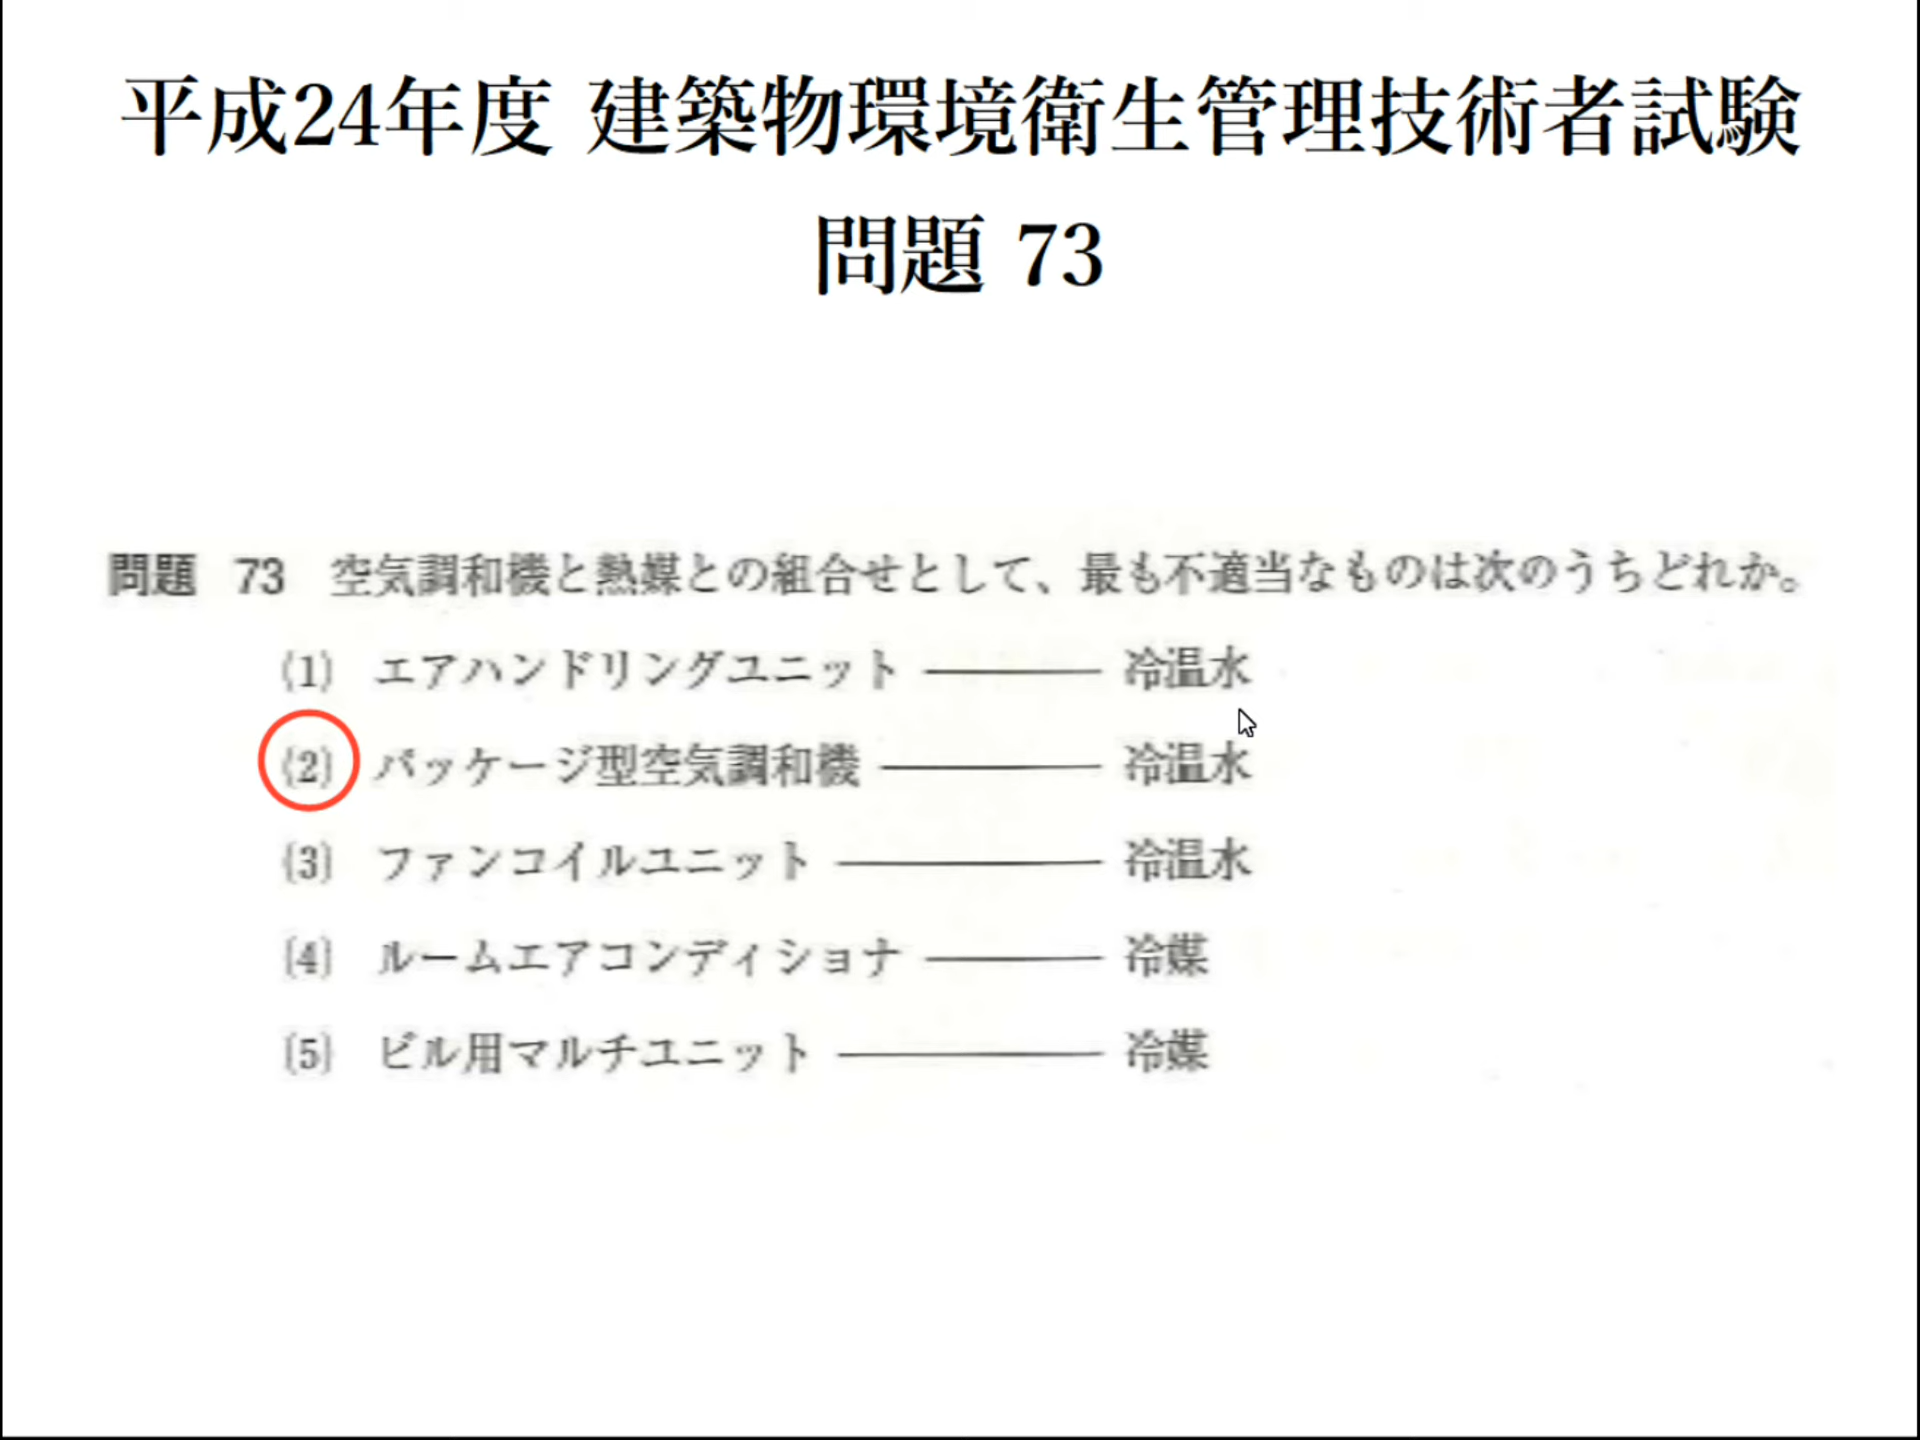 平成24年度 建築物環境衛生管理技術者試験
問題 73
問題 73 空気調和機と熱媒との組合せとして、最も不適当なものは次のうちどれか。
(1) エアハンドリングユニット ―――― 冷温水
(2) パッケージ型空気調和機 ――――― 冷温水
(3) ファンコイルユニット ―――――― 冷温水
(4) ルームエアコンディショナ ―――― 冷媒
(5) ビル用マルチユニット ―――――― 冷媒